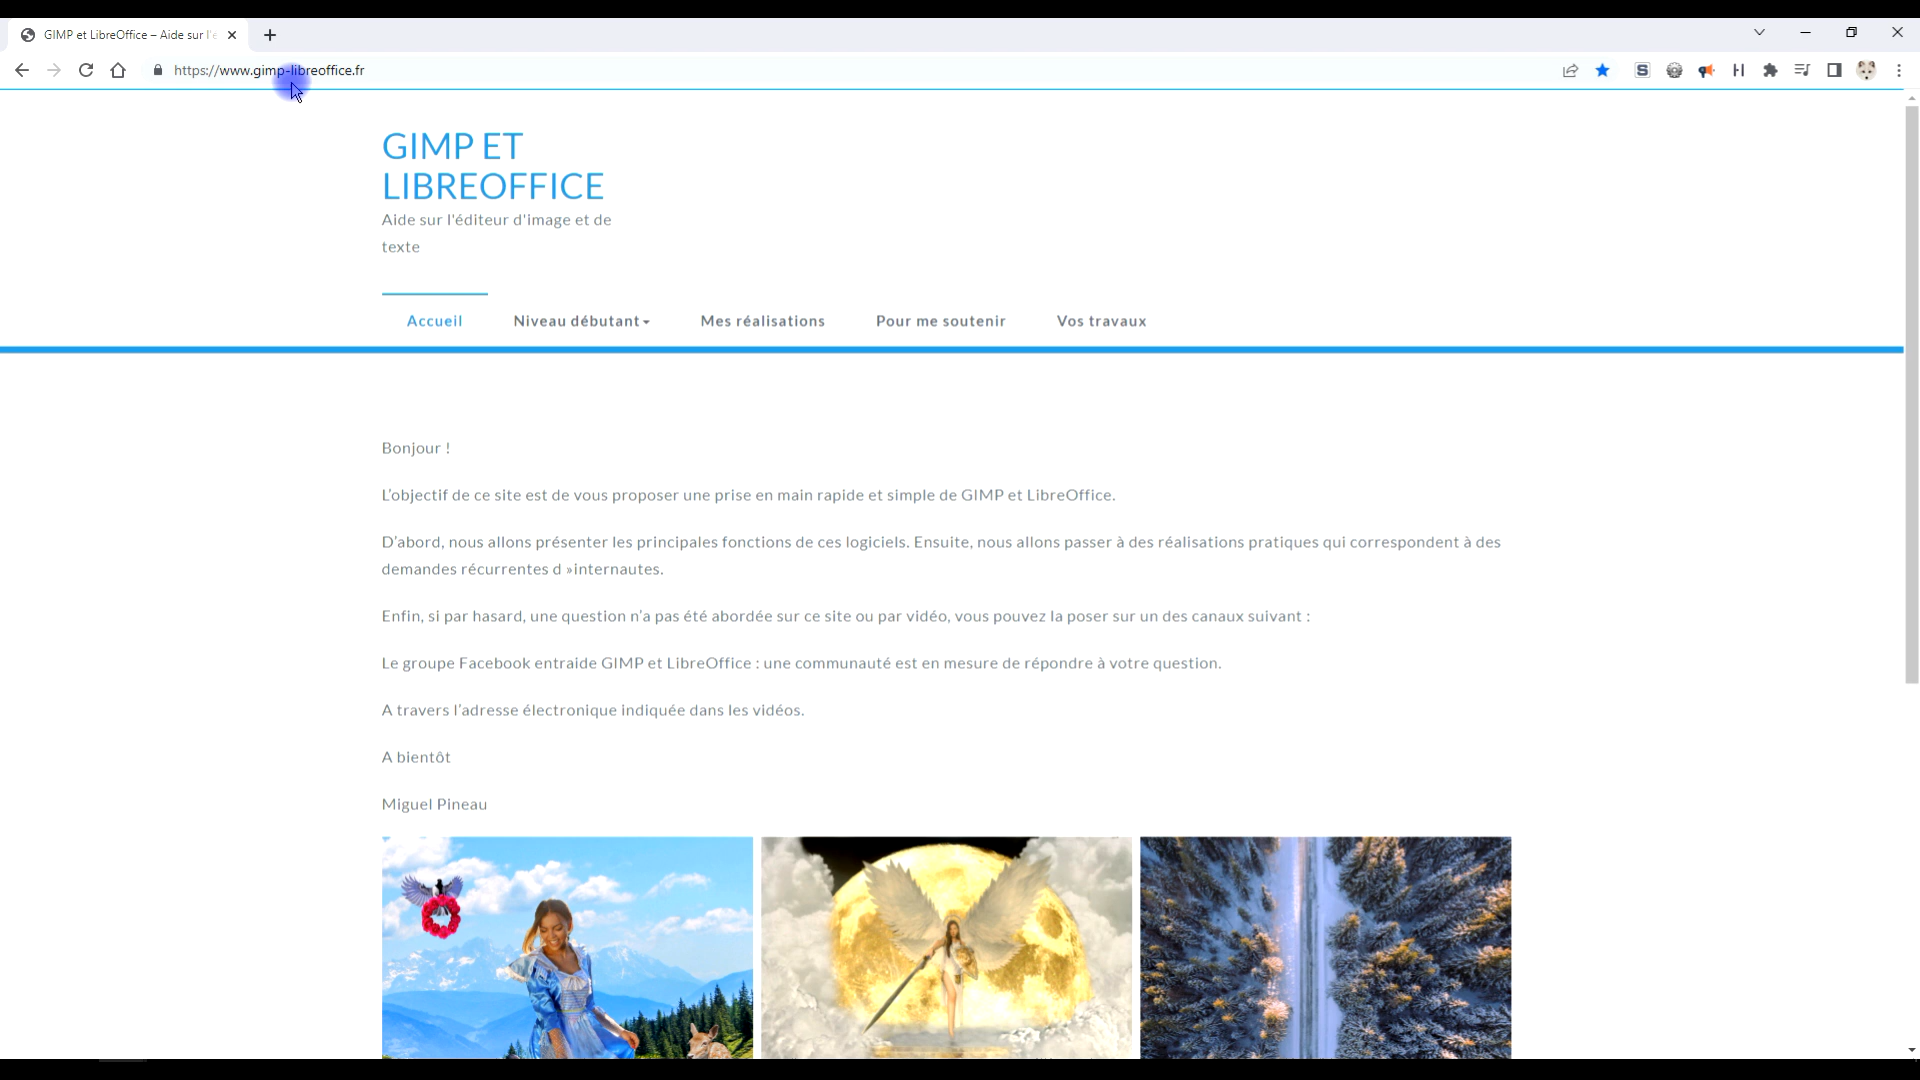 GIMP et LibreOffice – Aide sur l'é
https://www.gimp-libreoffice.fr
GIMP ET
LIBREOFFICE
Aide sur l'éditeur d'image et de
texte
Accueil Niveau débutant Mes réalisations Pour me soutenir Vos travaux
Bonjour !
L’objectif de ce site est de vous proposer une prise en main rapide et simple de GIMP et LibreOffice.
D’abord, nous allons présenter les principales fonctions de ces logiciels. Ensuite, nous allons passer à des réalisations pratiques qui correspondent à des
demandes récurrentes d »internautes.
Enfin, si par hasard, une question n’a pas été abordée sur ce site ou par vidéo, vous pouvez la poser sur un des canaux suivant :
Le groupe Facebook entraide GIMP et LibreOffice : une communauté est en mesure de répondre à votre question.
A travers l’adresse électronique indiquée dans les vidéos.
A bientôt
Miguel Pineau